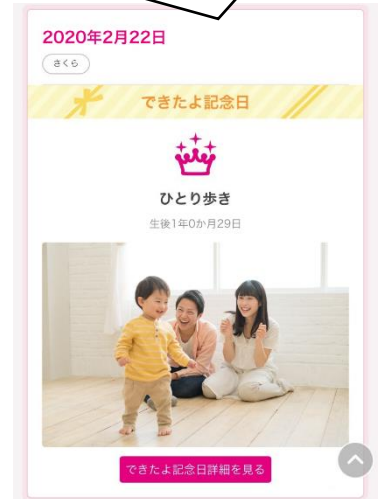 2020年2月22日
さくら
できたよ記念日
ひとり歩き
生後1年0か月29日
できたよ記念日詳細を見る